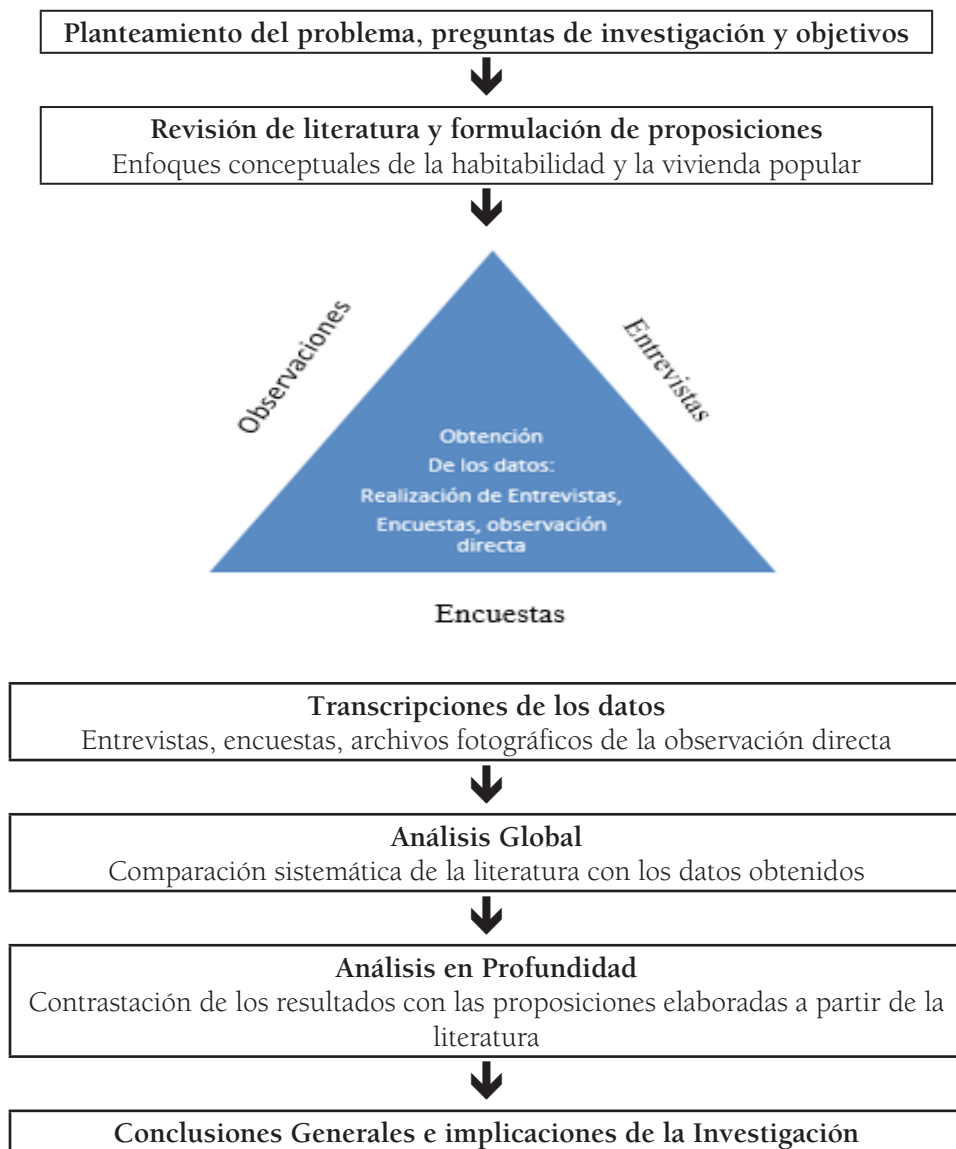 Planteamiento del problema, preguntas de investigación y objetivos
Revisión de literatura y formulación de proposiciones
Enfoques conceptuales de la habitabilidad y la vivienda popular
Observaciones
Entrevistas
Obtención
De los datos:
Realización de Entrevistas,
Encuestas, observación
directa
Encuestas
Transcripciones de los datos
Entrevistas, encuestas, archivos fotográficos de la observación directa
Análisis Global
Comparación sistemática de la literatura con los datos obtenidos
Análisis en Profundidad
Contrastación de los resultados con las proposiciones elaboradas a partir de la
literatura
Conclusiones Generales e implicaciones de la Investigación